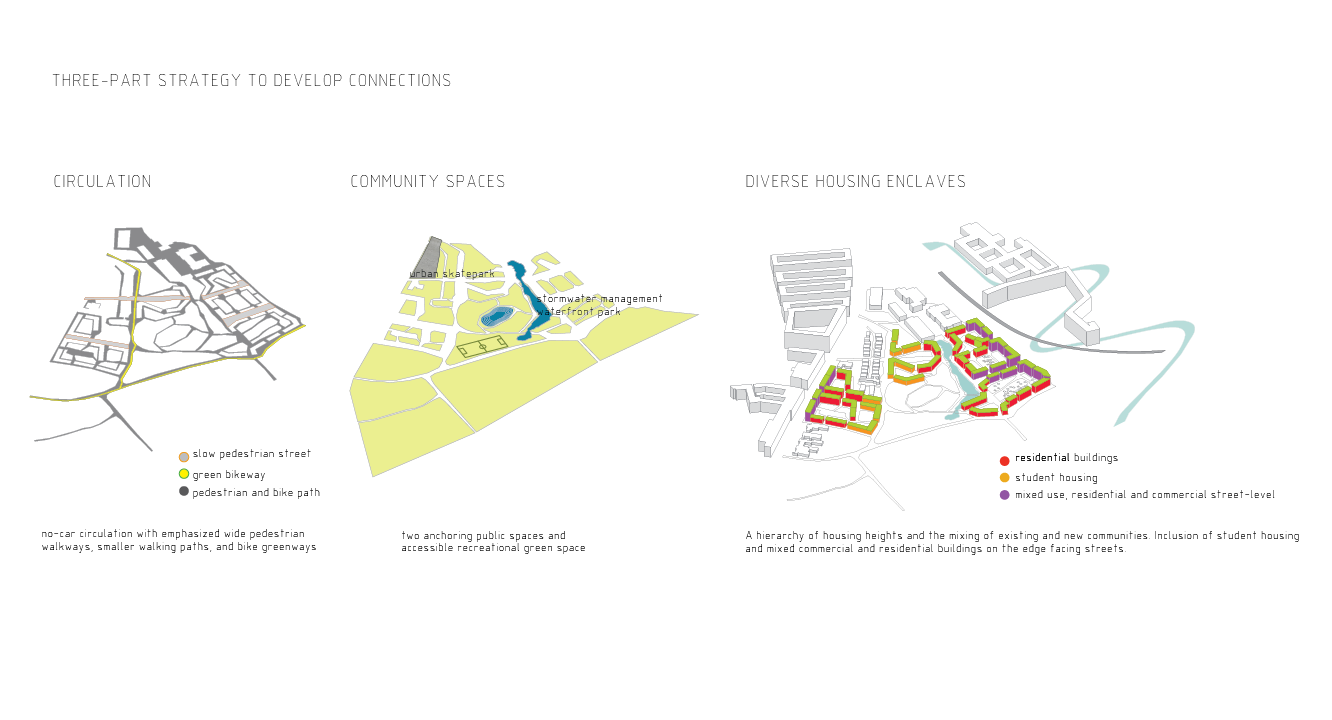 THREE-PART STRATEGY TO DEVELOP CONNECTIONS
CIRCULATION
slow pedestrian street
green bikeway
pedestrian and bike path
no-car circulation with emphasized wide pedestrian
walkways, smaller walking paths, and bike greenways
COMMUNITY SPACES
urban skatepark
stormwater management
waterfront park
two anchoring public spaces and
accessible recreational green space
DIVERSE HOUSING ENCLAVES
residential buildings
student housing
mixed use, residential and commercial street-level
A hierarchy of housing heights and the mixing of existing and new communities. Inclusion of student housing
and mixed commercial and residential buildings on the edge facing streets.